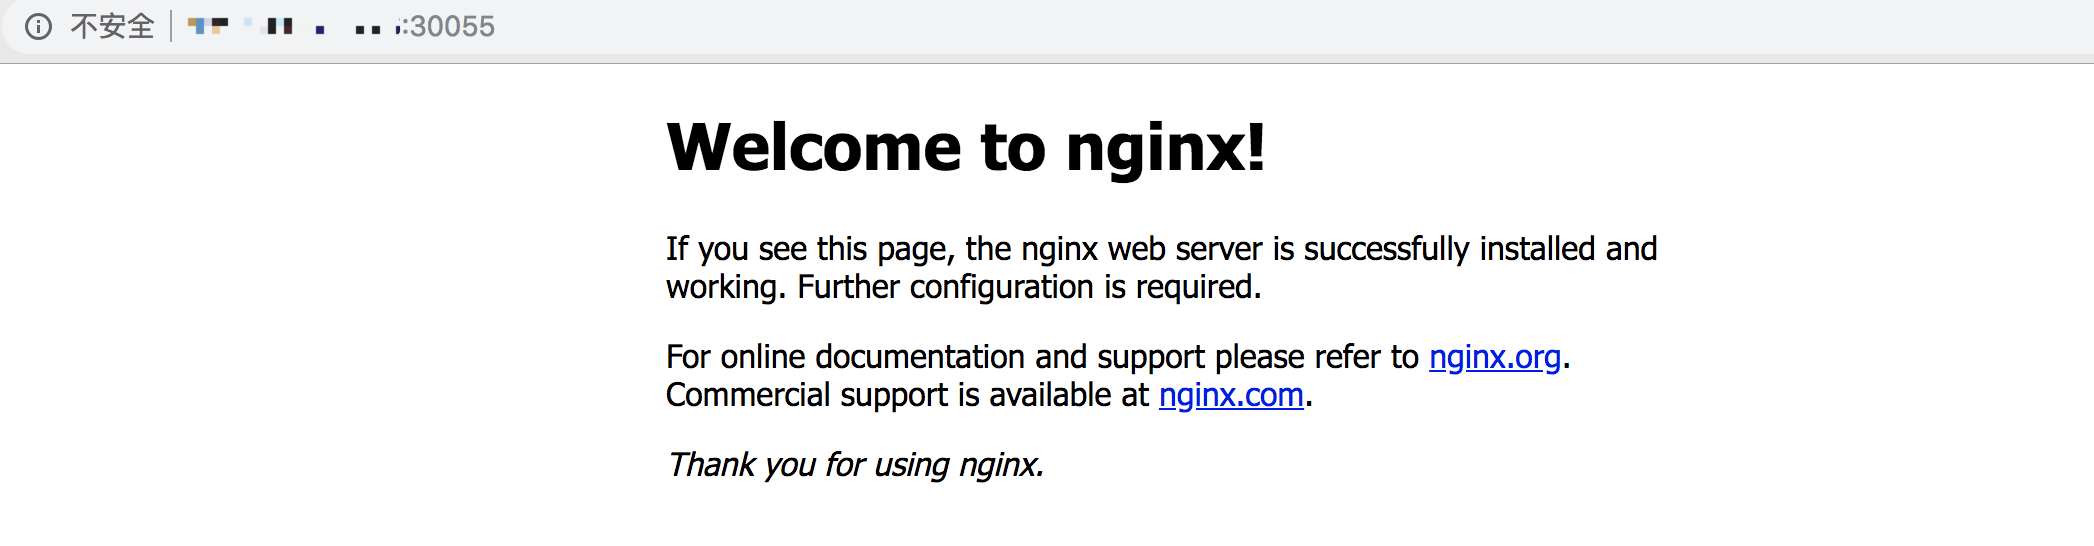 不安全 :30055
Welcome to nginx!
If you see this page, the nginx web server is successfully installed and
working. Further configuration is required.
For online documentation and support please refer to nginx.org.
Commercial support is available at nginx.com.
Thank you for using nginx.